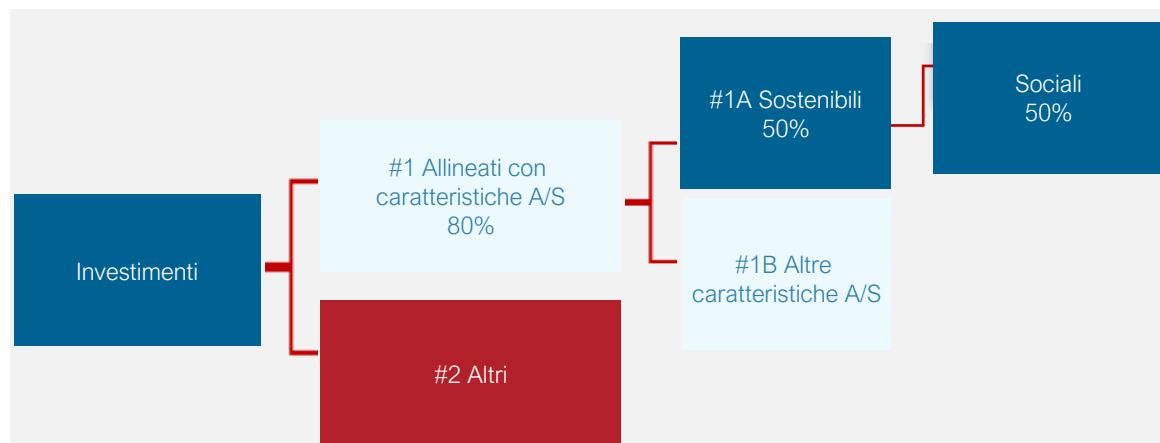 Investimenti
#1 Allineati con
caratteristiche A/S
80%
#2 Altri
#1A Sostenibili
50%
#1B Altre
caratteristiche A/S
Sociali
50%